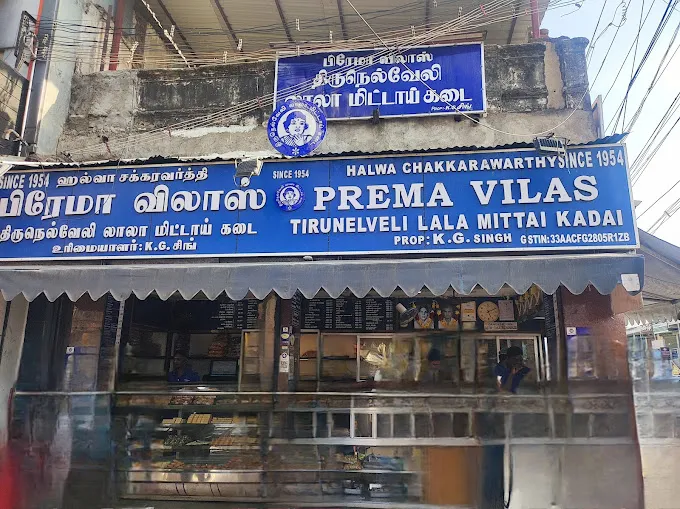 பிரேமா விலாஸ்
திருநெல்வேலி
லாலா மிட்டாய் கடை
PROP: K.G. சிங்
SINCE 1954 ஹல்வா சக்கரவர்த்தி
பிரேமா விலாஸ்
திருநெல்வேலி லாலா மிட்டாய் கடை
உரிமையாளர்: K.G. சிங்
SINCE 1954
HALWA CHAKKARAWARTHY SINCE 1954
PREMA VILAS
TIRUNELVELI LALA MITTAI KADAI
PROP: K.G. SINGH GSTIN:33AACFG2805R1ZB